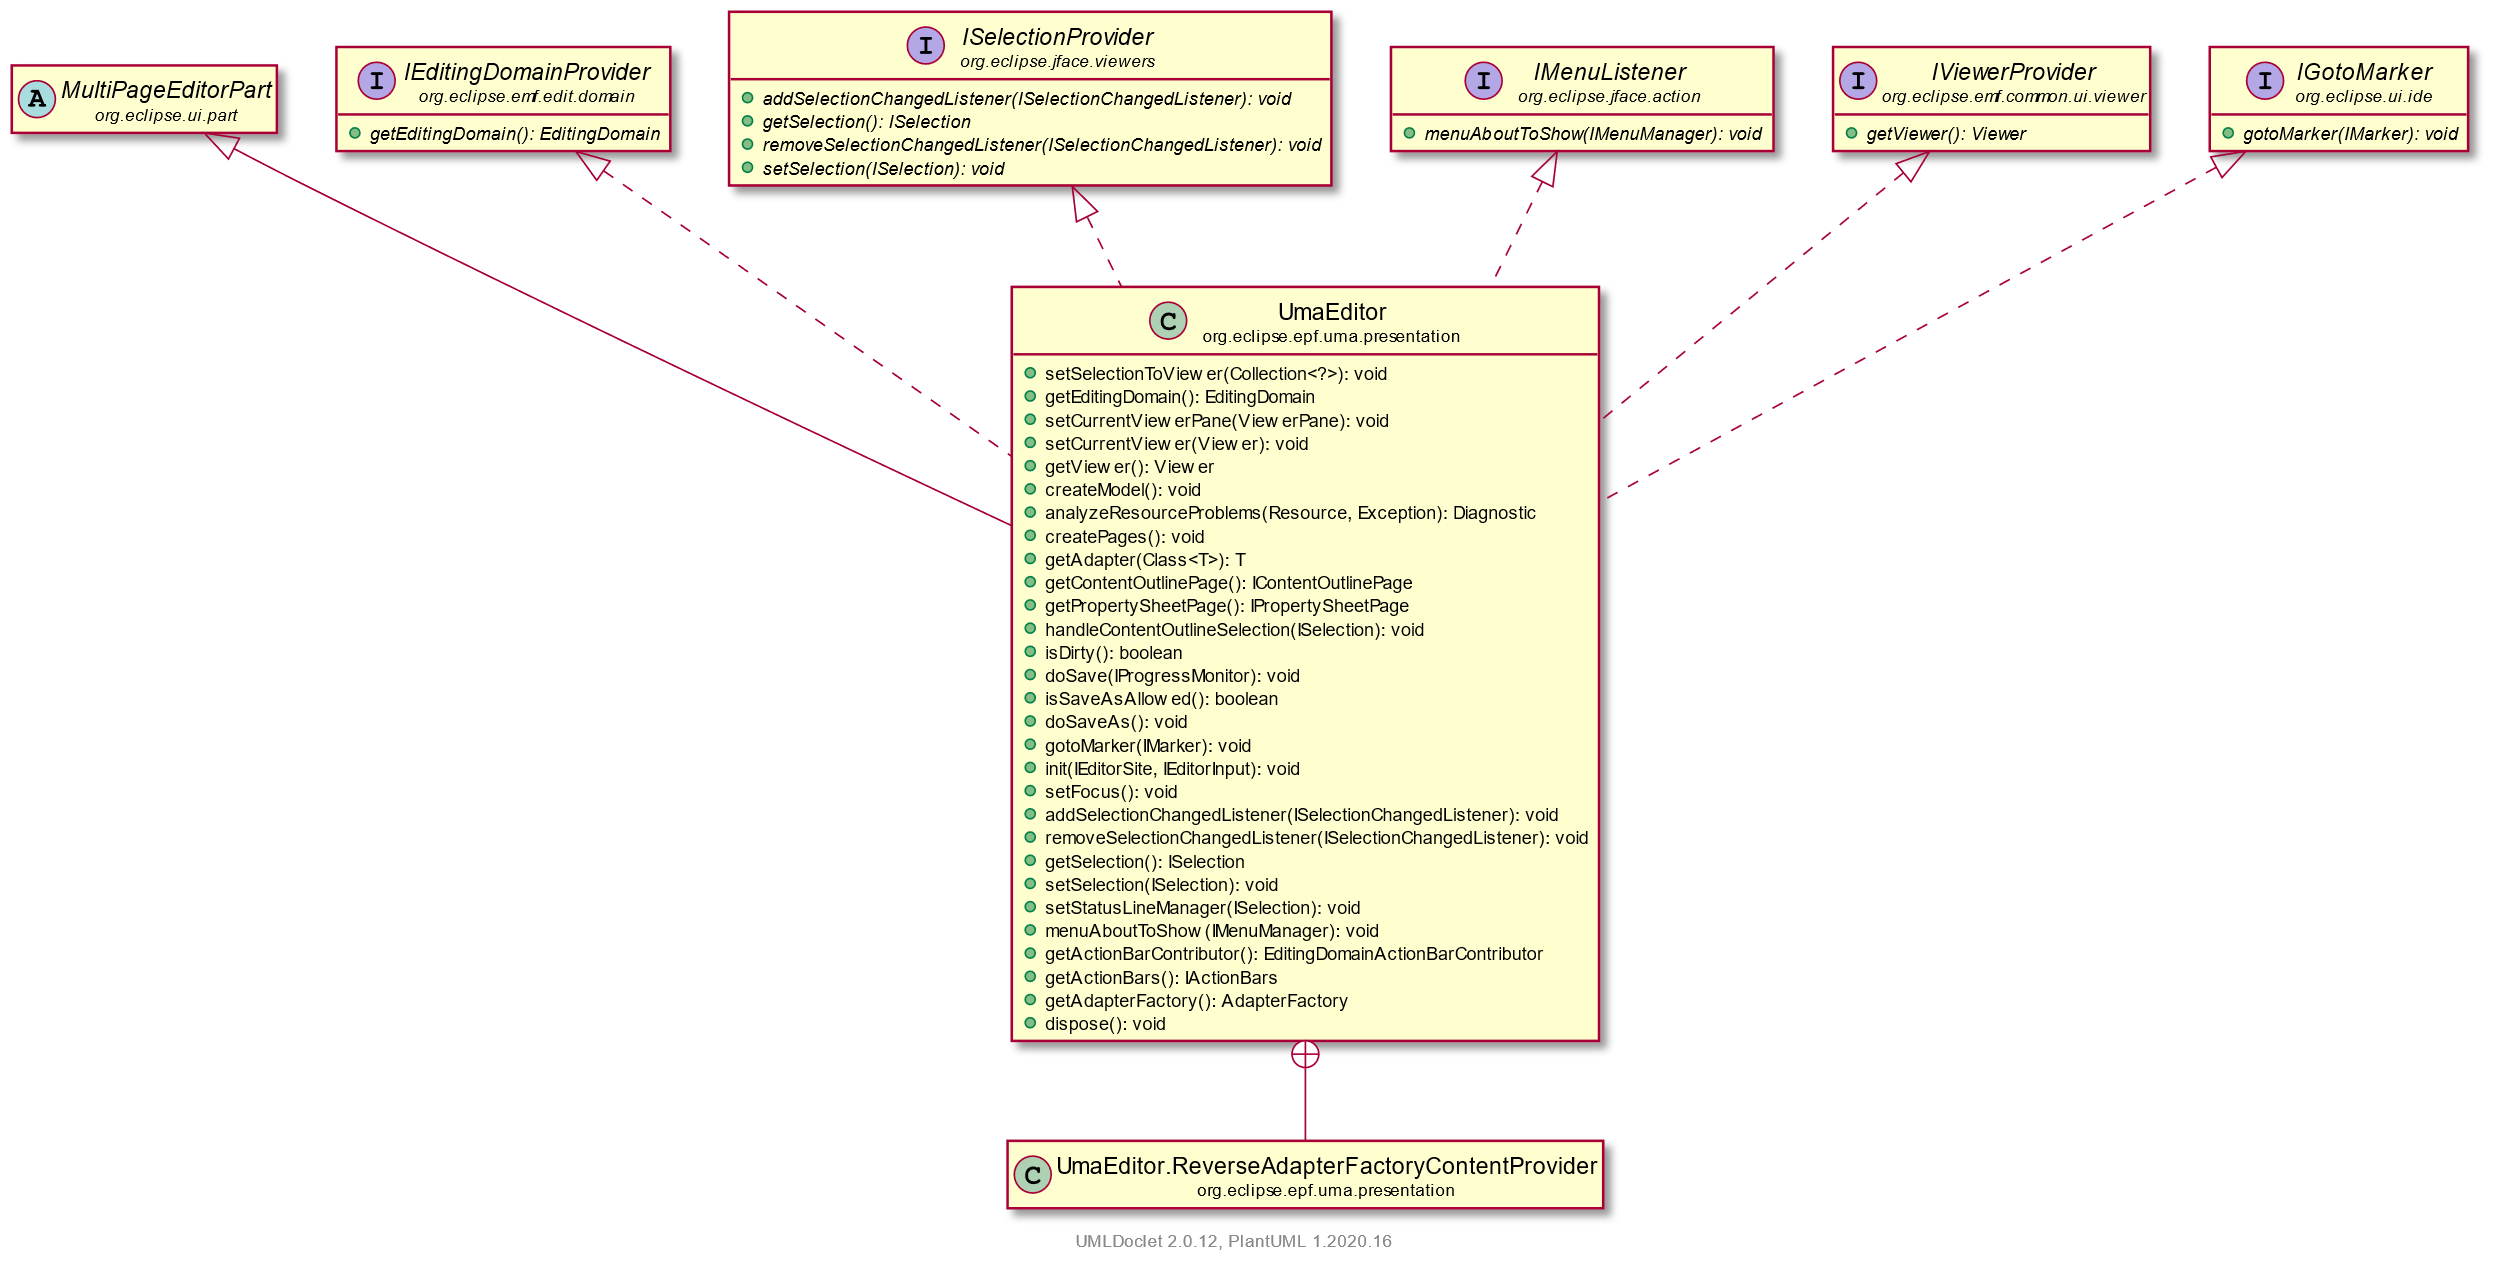 A
MultiPageEditorPart
org.eclipse.ui.part
I
IEditingDomainProvider
org.eclipse.emf.edit.domain
getEditingDomain(): EditingDomain
I
ISelectionProvider
org.eclipse.jface.viewers
addSelectionChangedListener(ISelectionChangedListener): void
getSelection(): ISelection
removeSelectionChangedListener(ISelectionChangedListener): void
setSelection(ISelection): void
I
IMenuListener
org.eclipse.jface.action
menuAboutToShow(IMenuManager): void
I
IViewerProvider
org.eclipse.emf.common.ui.viewer
getViewer(): Viewer
I
IGotoMarker
org.eclipse.ui.ide
gotoMarker(IMarker): void
C
UmaEditor
org.eclipse.epf.uma.presentation
setSelectionToViewer(Collection<?>): void
getEditingDomain(): EditingDomain
setCurrentViewerPane(ViewerPane): void
setCurrentViewer(Viewer): void
getViewer(): Viewer
createModel(): void
analyzeResourceProblems(Resource, Exception): Diagnostic
createPages(): void
getAdapter(Class<T>): T
getContentOutlinePage(): IContentOutlinePage
getPropertySheetPage(): IPropertySheetPage
handleContentOutlineSelection(ISelection): void
isDirty(): boolean
doSave(IProgressMonitor): void
isSaveAsAllowed(): boolean
doSaveAs(): void
gotoMarker(IMarker): void
init(IEditorSite, IEditorInput): void
setFocus(): void
addSelectionChangedListener(ISelectionChangedListener): void
removeSelectionChangedListener(ISelectionChangedListener): void
getSelection(): ISelection
setSelection(ISelection): void
setStatusLineManager(ISelection): void
menuAboutToShow(IMenuManager): void
getActionBarContributor(): EditingDomainActionBarContributor
getActionBars(): IActionBars
getAdapterFactory(): AdapterFactory
dispose(): void
C
UmaEditor.ReverseAdapterFactoryContentProvider
org.eclipse.epf.uma.presentation
UMLDoclet 2.0.12, PlantUML 1.2020.16